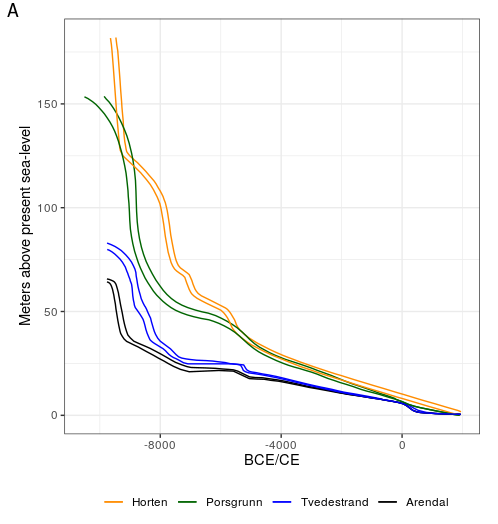 A
Meters above present sea-level
150
100
50
0
-8000 -4000 0
BCE/CE
Horten Porsgrunn Tvedestrand Arendal